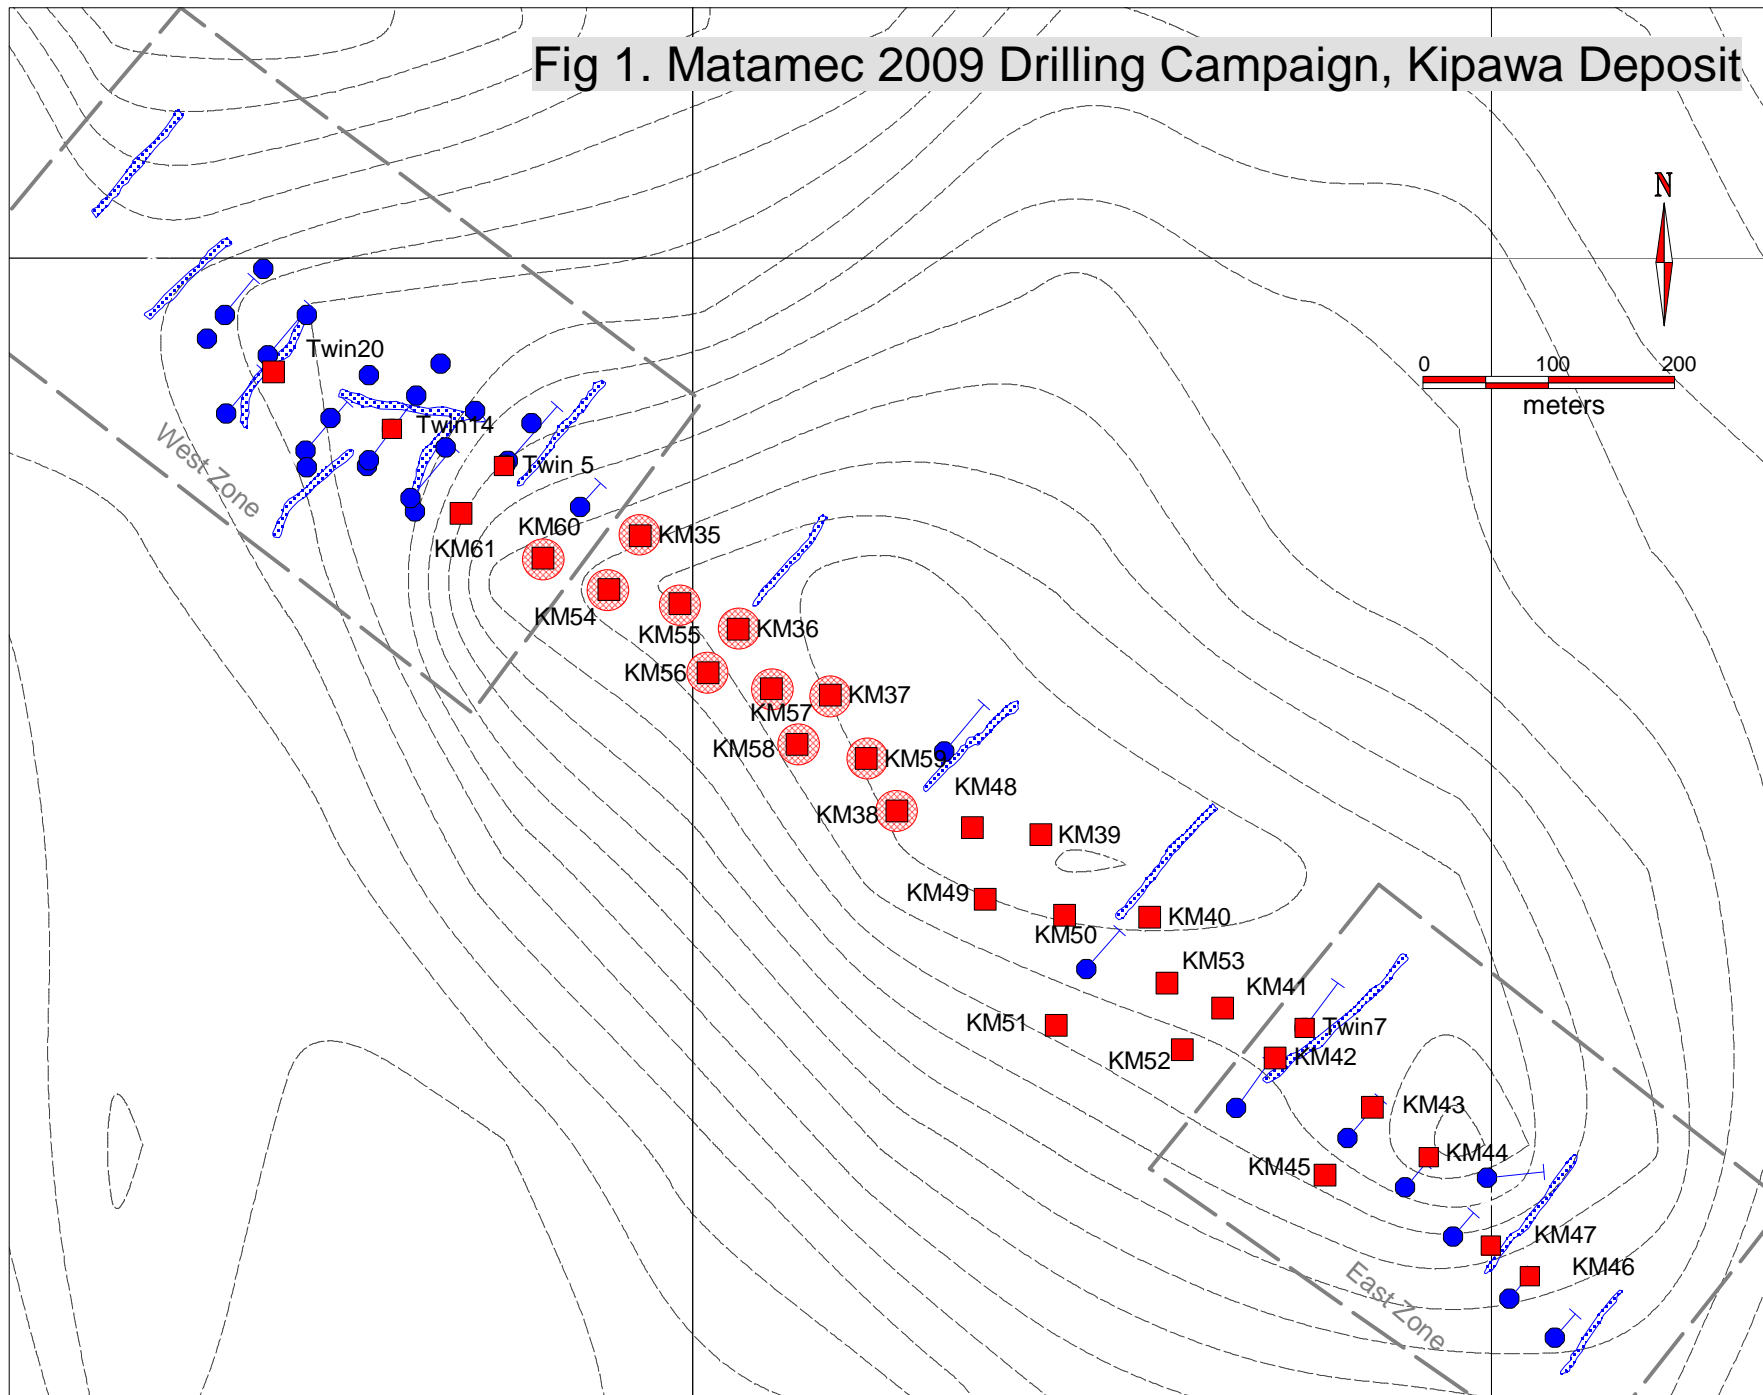 Fig 1. Matamec 2009 Drilling Campaign, Kipawa Deposit
N
0 100 200
meters
Twin20
Twin14
West Zone
Twin 5
KM60
KM35
KM61
KM54
KM55
KM36
KM56
KM37
KM57
KM58
KM59
KM48
KM38
KM39
KM49
KM40
KM50
KM53
KM41
KM51
Twin7
KM52
KM42
KM43
KM44
KM45
KM47
KM46
East Zone